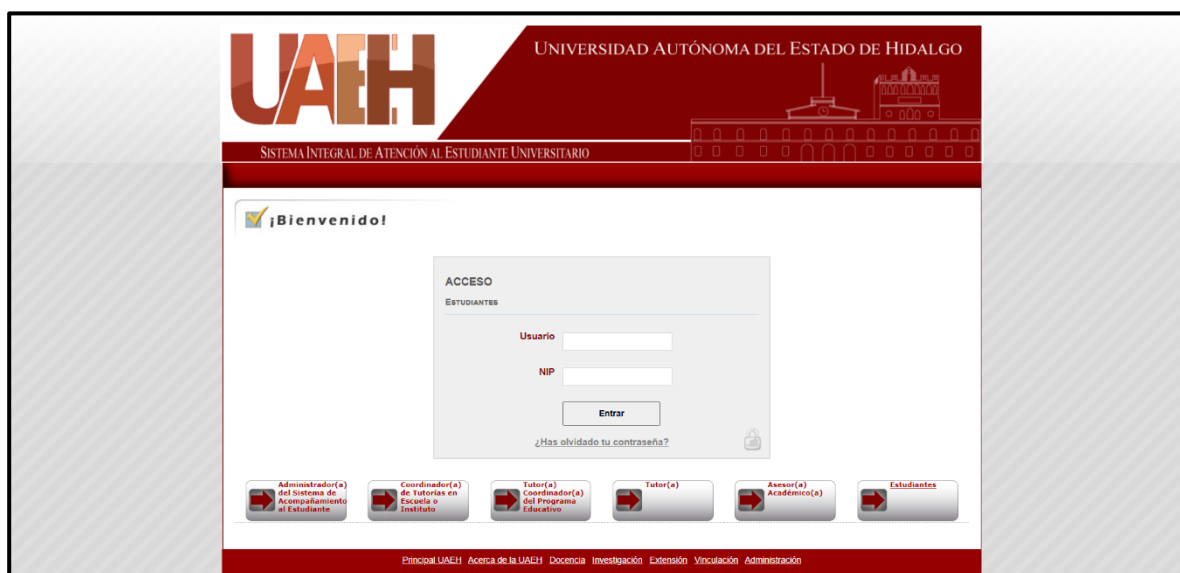 UAEH
UNIVERSIDAD AUTÓNOMA DEL ESTADO DE HIDALGO
SISTEMA INTEGRAL DE ATENCIÓN AL ESTUDIANTE UNIVERSITARIO
¡Bienvenido!
ACCESO
ESTUDIANTES
Usuario
NIP
Entrar
¿Has olvidado tu contraseña?
Administrador(a)
del Sistema de
Acompañamiento
al Estudiante
Coordinador(a)
de Tutorías en
Escuela o
Instituto
Tutor(a)
Coordinador(a)
del Programa
Educativo
Tutor(a)
Asesor(a)
Académico(a)
Estudiantes
Principal UAEH Acerca de la UAEH Docencia Investigación Extensión Vinculación Administración